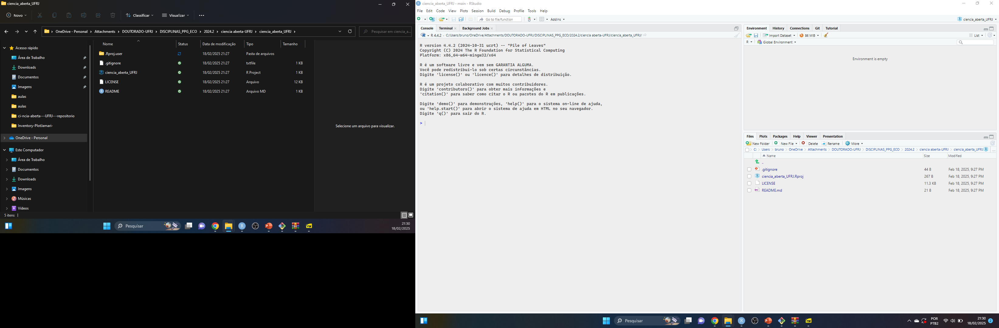 ciencia_aberta_UFRJ
Novo Classificar Visualizar
OneDrive - Personal > Attachments > DOUTORADO-UFRJ > DISCIPLINAS_PPG_ECO > 2024.2 > ciencia aberta-UFRJ > ciencia_aberta_UFRJ > Pesquisar em ciencia_a...
Nome Status Data de modificação Tipo Tamanho
Acesso rápido
Área de Trabalho
Downloads
Documentos
Imagens
aulas
aulas
ci-ncia-aberta---UFRJ---repositorio
Inventory-PlotJamari-
OneDrive - Personal
Este Computador
Área de Trabalho
Documentos
Downloads
Imagens
Músicas
Vídeos
.Rproj.user 18/02/2025 21:27 Pasta de arquivos
.gitignore 18/02/2025 21:27 txtfile 1 KB
ciencia_aberta_UFRJ 18/02/2025 21:27 R Project 1 KB
LICENSE 18/02/2025 21:27 Arquivo 12 KB
README 18/02/2025 21:27 Arquivo MD 1 KB
Selecione um arquivo para visualizar.
5 itens
Pesquisar
21:30
18/02/2025
ciencia_aberta_UFRJ - main - RStudio
File Edit Code View Plots Session Build Debug Profile Tools Help
Go to file/function Addins ciencia_aberta_UFRJ
Console Terminal Background Jobs
R 4.4.2 · C:/Users/bruno/OneDrive/Attachments/DOUTORADO-UFRJ/DISCIPLINAS_PPG_ECO/2024.2/ciencia aberta-UFRJ/ciencia_aberta_UFRJ/
R version 4.4.2 (2024-10-31 ucrt) -- "Pile of Leaves"
Copyright (C) 2024 The R Foundation for Statistical Computing
Platform: x86_64-w64-mingw32/x64
R é um software livre e vem sem GARANTIA ALGUMA.
Você pode redistribuí-lo sob certas circunstâncias.
Digite 'license()' ou 'licence()' para detalhes de distribuição.
R é um projeto colaborativo com muitos contribuidores.
Digite 'contributors()' para obter mais informações e
'citation()' para saber como citar o R ou pacotes do R em publicações.
Digite 'demo()' para demonstrações, 'help()' para o sistema on-line de ajuda,
ou 'help.start()' para abrir o sistema de ajuda em HTML no seu navegador.
Digite 'q()' para sair do R.
>
Environment History Connections Git Tutorial
Import Dataset 86 MiB List
R Global Environment
Environment is empty
Files Plots Packages Help Viewer Presentation
New Folder New File Delete Rename More
C: > Users > bruno > OneDrive > Attachments > DOUTORADO-UFRJ > DISCIPLINAS_PPG_ECO > 2024.2 > ciencia aberta-UFRJ > ciencia_aberta_UFRJ ...
Name Size Modified
..
.gitignore 44 B Feb 18, 2025, 9:27 PM
ciencia_aberta_UFRJ.Rproj 267 B Feb 18, 2025, 9:27 PM
LICENSE 11.3 KB Feb 18, 2025, 9:27 PM
README.md 21 B Feb 18, 2025, 9:27 PM
Pesquisar
POR
PTB2
21:30
18/02/2025
2